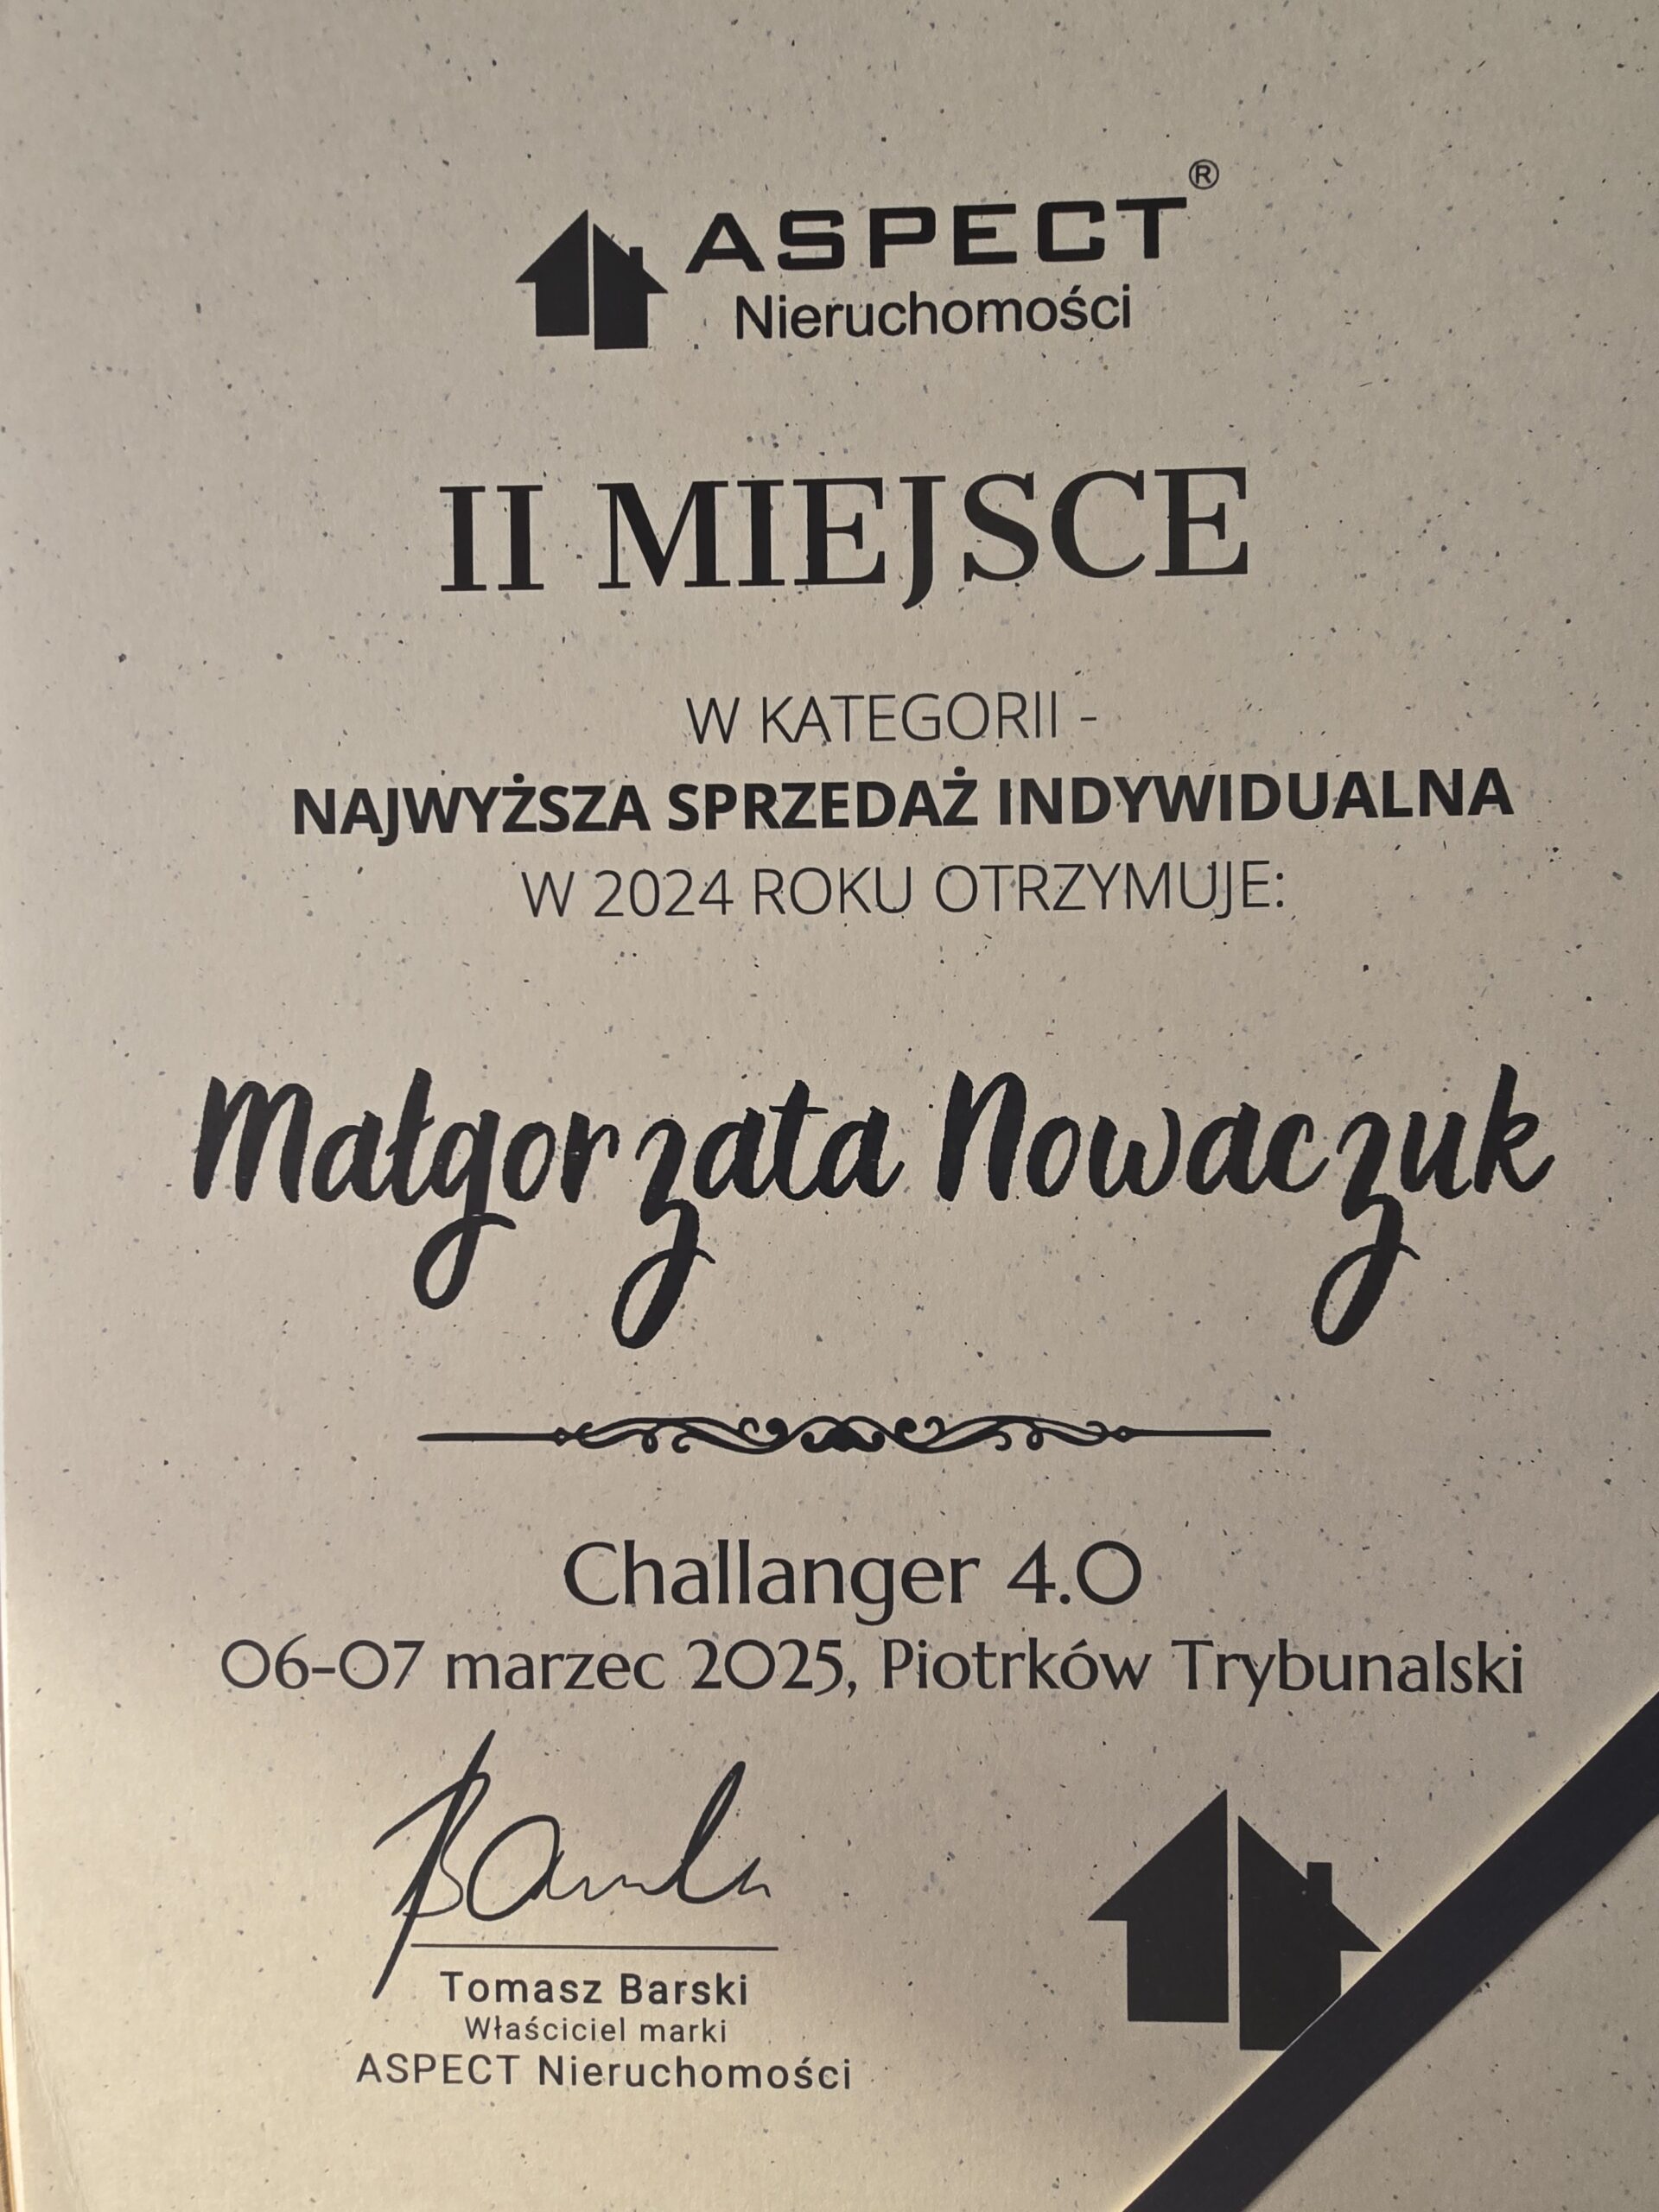 ASPECT®
Nieruchomości
II MIEJSCE
W KATEGORII -
NAJWYŻSZA SPRZEDAŻ INDYWIDUALNA
W 2024 ROKU OTRZYMUJE:
Małgorzata Nowaczuk
Challanger 4.0
06-07 marzec 2025, Piotrków Trybunalski
Tomasz Barski
Właściciel marki
ASPECT Nieruchomości